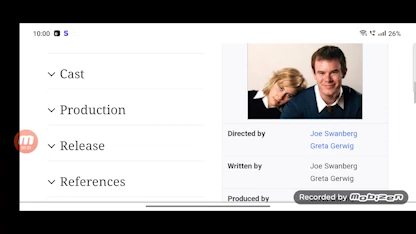 10:00
S
26%
Cast
Production
Release
References
Directed by
Joe Swanberg
Greta Gerwig
Written by
Joe Swanberg
Greta Gerwig
Produced by
Recorded by mobizen